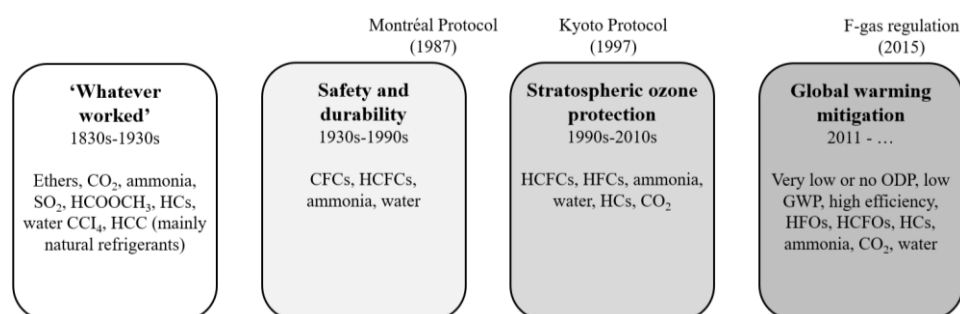 Montréal Protocol
(1987)
Kyoto Protocol
(1997)
F-gas regulation
(2015)
‘Whatever
worked’
1830s-1930s
Ethers, CO₂, ammonia,
SO₂, HCOOCH₃, HCs,
water CCI₄, HCC (mainly
natural refrigerants)
Safety and
durability
1930s-1990s
CFCs, HCFCs,
ammonia, water
Stratospheric ozone
protection
1990s-2010s
HCFCs, HFCs, ammonia,
water, HCs, CO₂
Global warming
mitigation
2011 - …
Very low or no ODP, low
GWP, high efficiency,
HFOs, HCFOs, HCs,
ammonia, CO₂, water